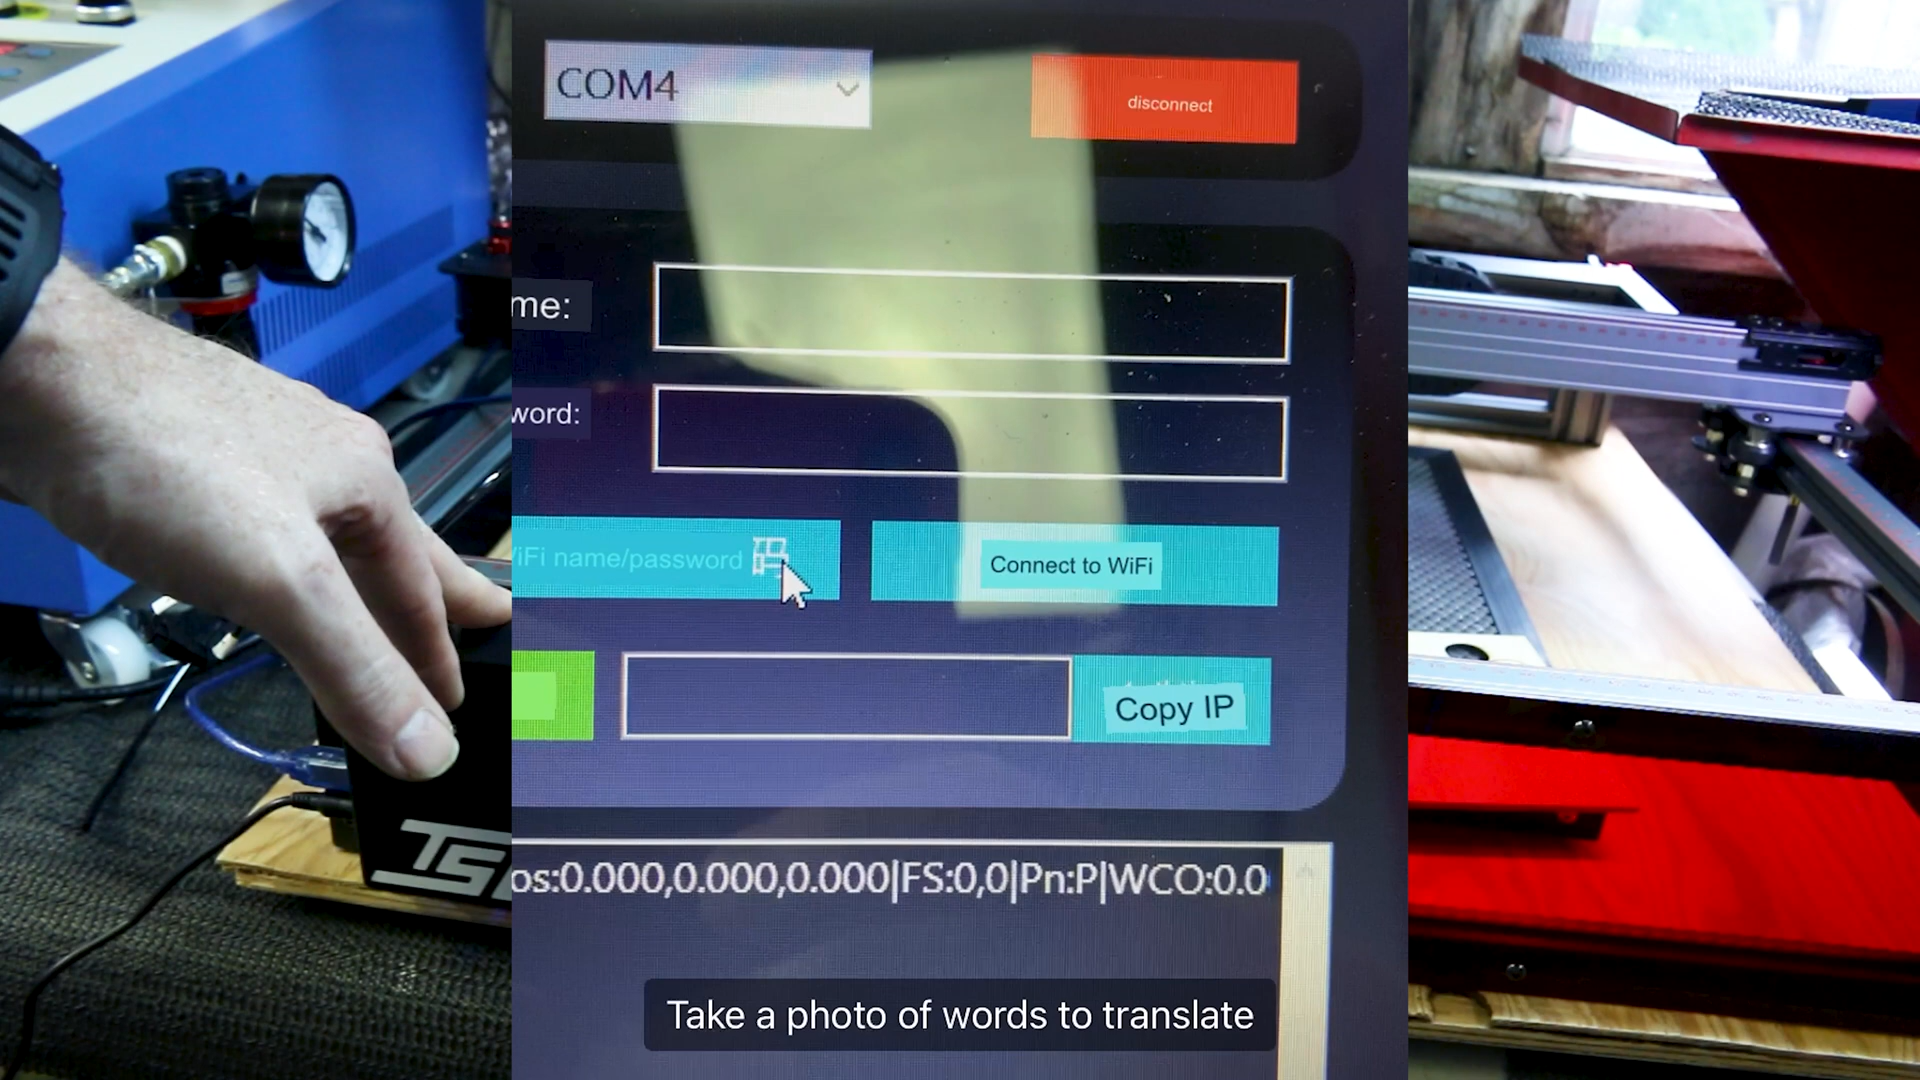 COM4
disconnect
me:
word:
iFi name/password
Connect to WiFi
Copy IP
TS
os:0.000,0.000,0.000|FS:0,0|Pn:P|WCO:0.0
Take a photo of words to translate